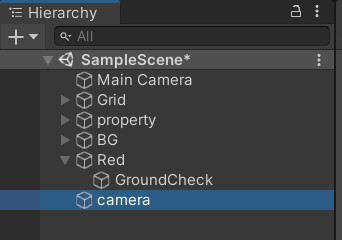 Hierarchy
All
SampleScene*
Main Camera
Grid
property
BG
Red
GroundCheck
camera